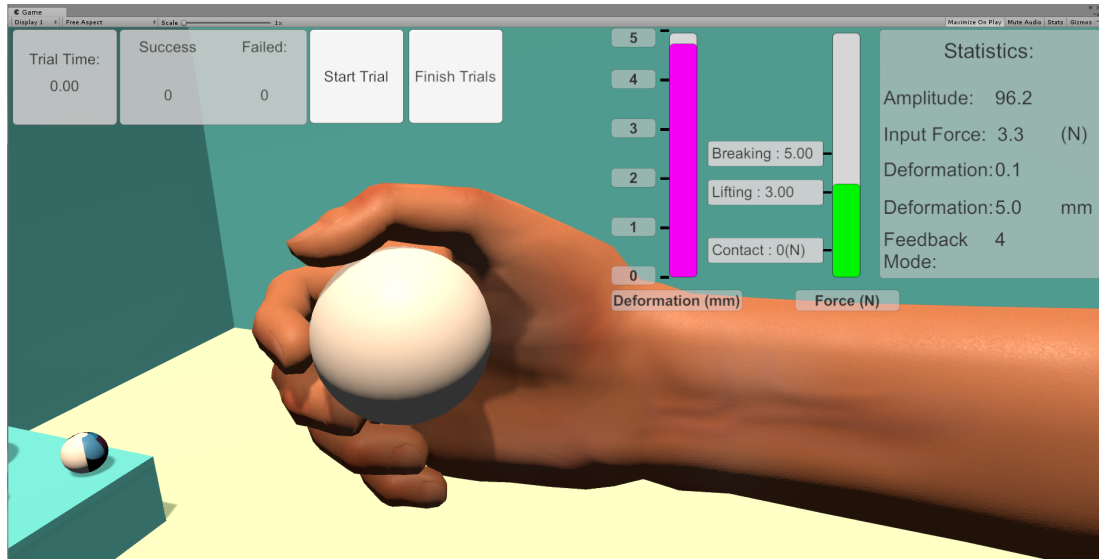 Game
Display 1
Free Aspect
Scale
1x
Maximize On Play
Mute Audio
Stats
Gizmos
Trial Time:
0.00
Success
Failed:
0
0
Start Trial
Finish Trials
5
4
3
2
1
0
Deformation (mm)
Breaking : 5.00
Lifting : 3.00
Contact : 0(N)
Force (N)
Statistics:
Amplitude: 96.2
Input Force: 3.3 (N)
Deformation:0.1
Deformation:5.0 mm
Feedback 4
Mode: